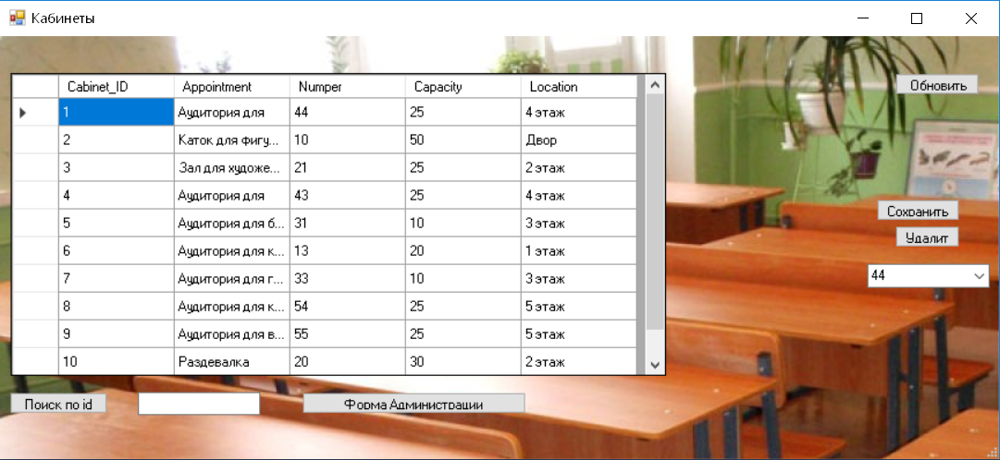 Кабинеты
Cabinet_ID Appointment Numper Capacity Location
1 Аудитория для 44 25 4 этаж
2 Каток для фигу... 10 50 Двор
3 Зал для художе... 21 25 2 этаж
4 Аудитория для 43 25 4 этаж
5 Аудитория для б... 31 10 3 этаж
6 Аудитория для к... 13 20 1 этаж
7 Аудитория для г... 33 10 3 этаж
8 Аудитория для к... 54 25 5 этаж
9 Аудитория для в... 55 25 5 этаж
10 Раздевалка 20 30 2 этаж
Обновить
Сохранить
Удалит
44
Поиск по id
Форма Администрации